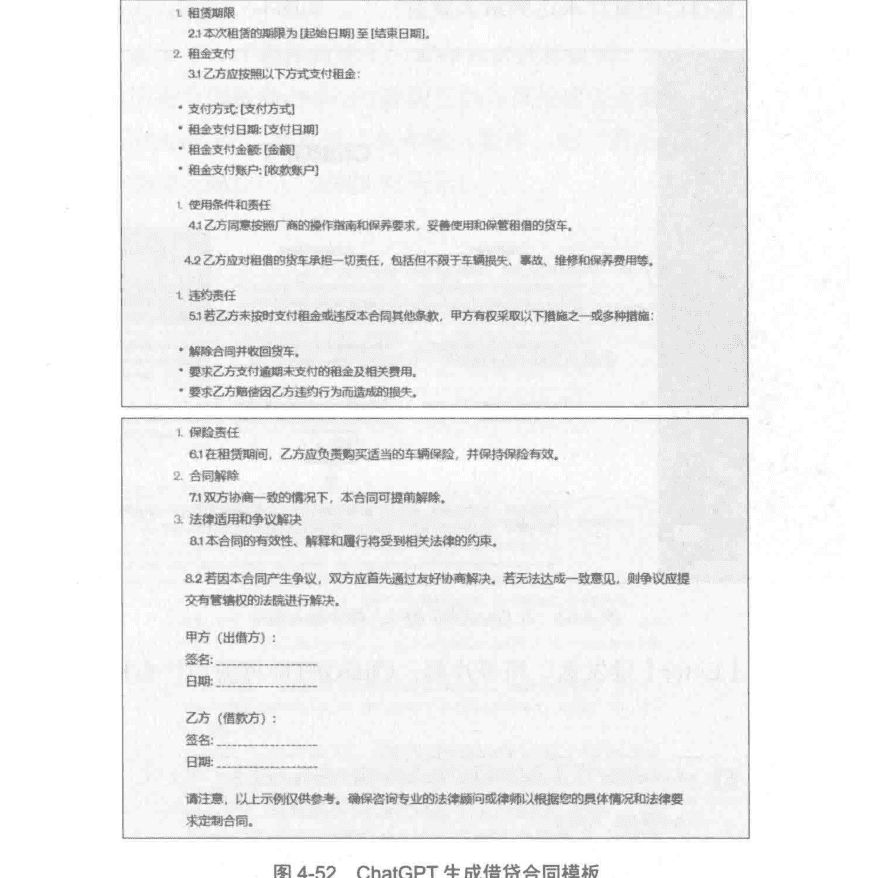 1. 租赁期限
2.1 本次租赁的期限为 [起始日期] 至 [结束日期]。
2. 租金支付
3.1 乙方应按照以下方式支付租金：
• 支付方式: [支付方式]
• 租金支付日期: [支付日期]
• 租金支付金额: [金额]
• 租金支付账户: [收款账户]
1. 使用条件和责任
4.1 乙方同意按照厂商的操作指南和保养要求，妥善使用和保管租借的货车。
4.2 乙方应对租借的货车承担一切责任，包括但不限于车辆损失、事故、维修和保养费用等。
1. 违约责任
5.1 若乙方未按时支付租金或违反本合同其他条款，甲方有权采取以下措施之一或多种措施：
• 解除合同并收回货车。
• 要求乙方支付逾期未支付的租金及相关费用。
• 要求乙方赔偿因乙方违约行为而造成的损失。
1. 保险责任
6.1 在租赁期间，乙方应负责购买适当的车辆保险，并保持保险有效。
2. 合同解除
7.1 双方协商一致的情况下，本合同可提前解除。
3. 法律适用和争议解决
8.1 本合同的有效性、解释和履行将受到相关法律的约束。
8.2 若因本合同产生争议，双方应首先通过友好协商解决。若无法达成一致意见，则争议应提
交有管辖权的法院进行解决。
甲方（出借方）：
签名: ____________
日期: ____________
乙方（借款方）：
签名: ____________
日期: ____________
请注意，以上示例仅供参考。确保咨询专业的法律顾问或律师以根据您的具体情况和法律要
求定制合同。
图 4-52 ChatGPT 生成借贷合同模板